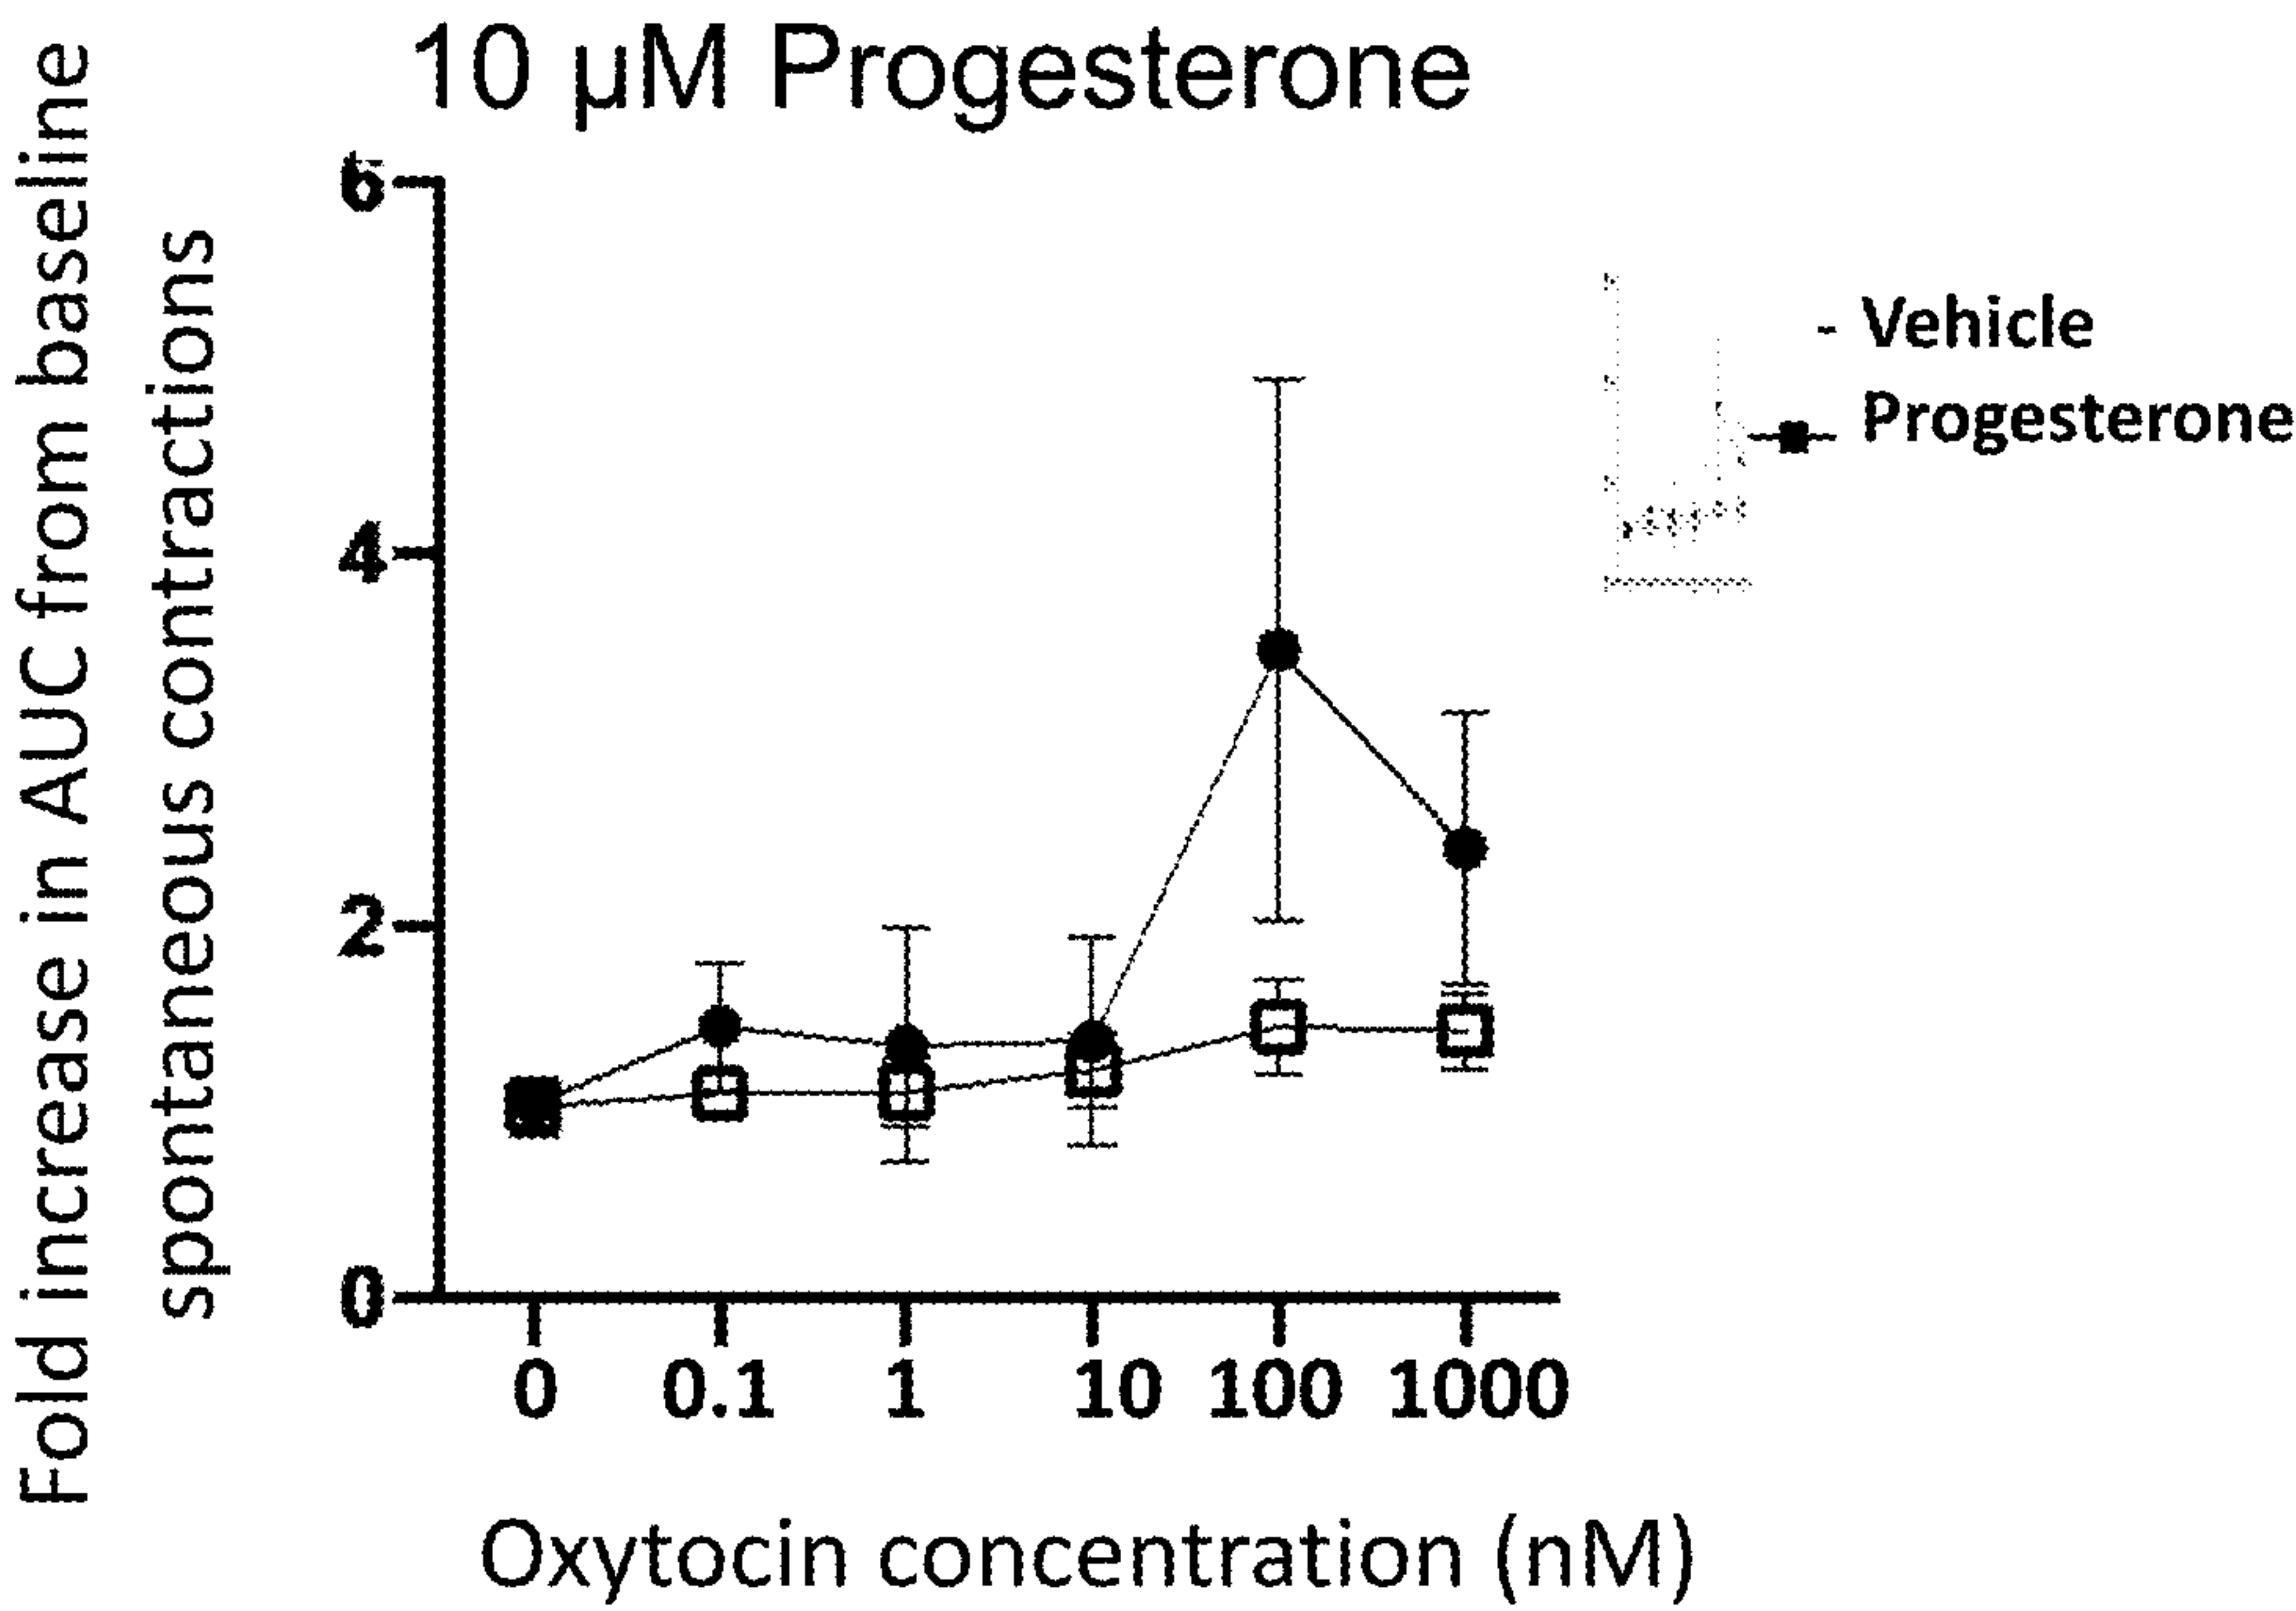 10 µM Progesterone
Fold increase in AUC from baseline
spontaneous contractions
6
4
2
0
0 0.1 1 10 100 1000
Oxytocin concentration (nM)
- Vehicle
Progesterone